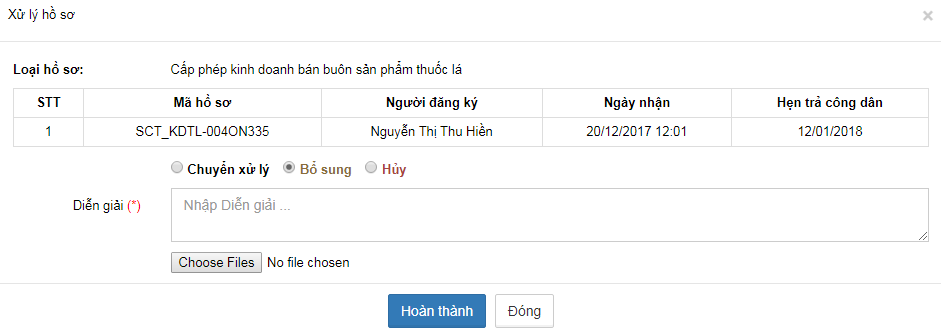 Xử lý hồ sơ ×
Loại hồ sơ: Cấp phép kinh doanh bán buôn sản phẩm thuốc lá
STT Mã hồ sơ Người đăng ký Ngày nhận Hẹn trả công dân
1 SCT_KDTL-004ON335 Nguyễn Thị Thu Hiền 20/12/2017 12:01 12/01/2018
Chuyển xử lý Bổ sung Hủy
Diễn giải (*) Nhập Diễn giải ...
Choose Files No file chosen
Hoàn thành Đóng